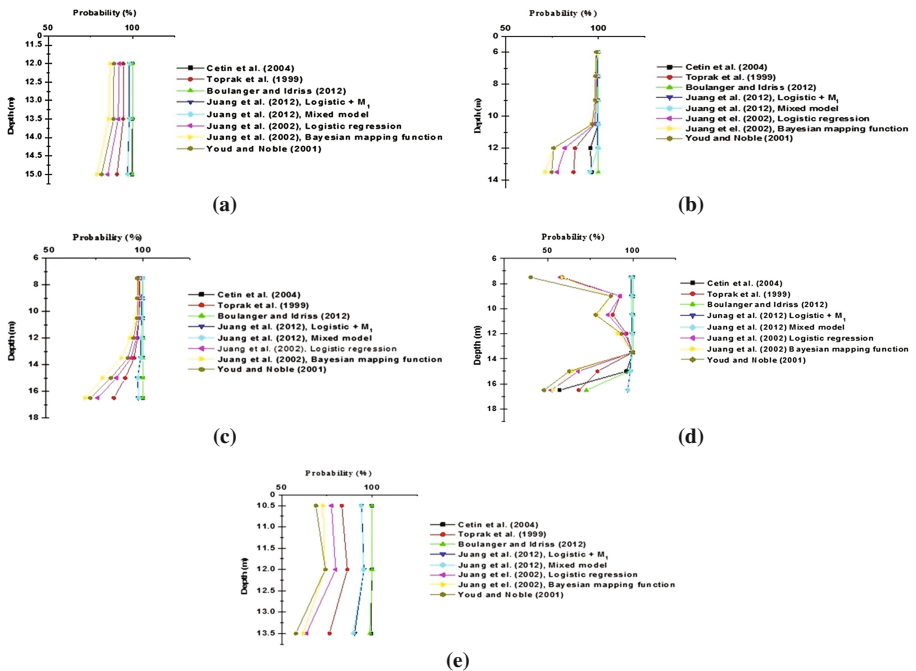 Probability (%)
50 100
0
11.5
12.0
12.5
13.0
13.5
14.0
14.5
15.0
Depth(m)
Cetin et al. (2004)
Toprak et al. (1999)
Boulanger and Idriss (2012)
Juang et al. (2012), Logistic + M1
Juang et al. (2012), Mixed model
Juang et al. (2002), Logistic regression
Juang et al. (2002), Bayesian mapping function
Youd and Noble (2001)
(a)
Probability (%)
50 100
0
6
8
10
12
14
Depth (m)
Cetin et al. (2004)
Toprak et al. (1999)
Boulanger and Idriss (2012)
Juang et al. (2012), Logistic + M1
Juang et al. (2012), Mixed model
Juang et al. (2002), Logistic regression
Juang et el. (2002), Bayesian mapping function
Youd and Noble (2001)
(b)
Probability (%)
50 100
6
8
10
12
14
16
18
Depth (m)
Cetin et al. (2004)
Toprak et al. (1999)
Boulanger and Idriss (2012)
Juang et al. (2012), Logistic + M1
Juang et al. (2012), Mixed model
Juang et al. (2002), Logistic regression
Juang et al. (2002), Bayesian mapping function
Youd and Noble (2001)
(c)
Probability (%)
50 100
6
8
10
12
14
16
18
Depth (m)
Cetin et al. (2004)
Toprak et al. (1999)
Boulanger and Idriss (2012)
Juang et al. (2012) Logistic + M1
Juang et al. (2012) Mixed model
Juang et al. (2002) Logistic regression
Juang et al. (2002) Bayesian mapping function
Youd and Noble (2001)
(d)
Probability (%)
50 100
0
10.5
11.0
11.5
12.0
12.5
13.0
13.5
Depth(m)
Cetin et al. (2004)
Toprak et al. (1999)
Boulanger and Idriss (2012)
Juang et al. (2012), Logistic + M1
Juang et al. (2012), Mixed model
Juang et el. (2002), Logistic regression
Juang et el. (2002), Bayesian mapping function
Youd and Noble (2001)
(e)